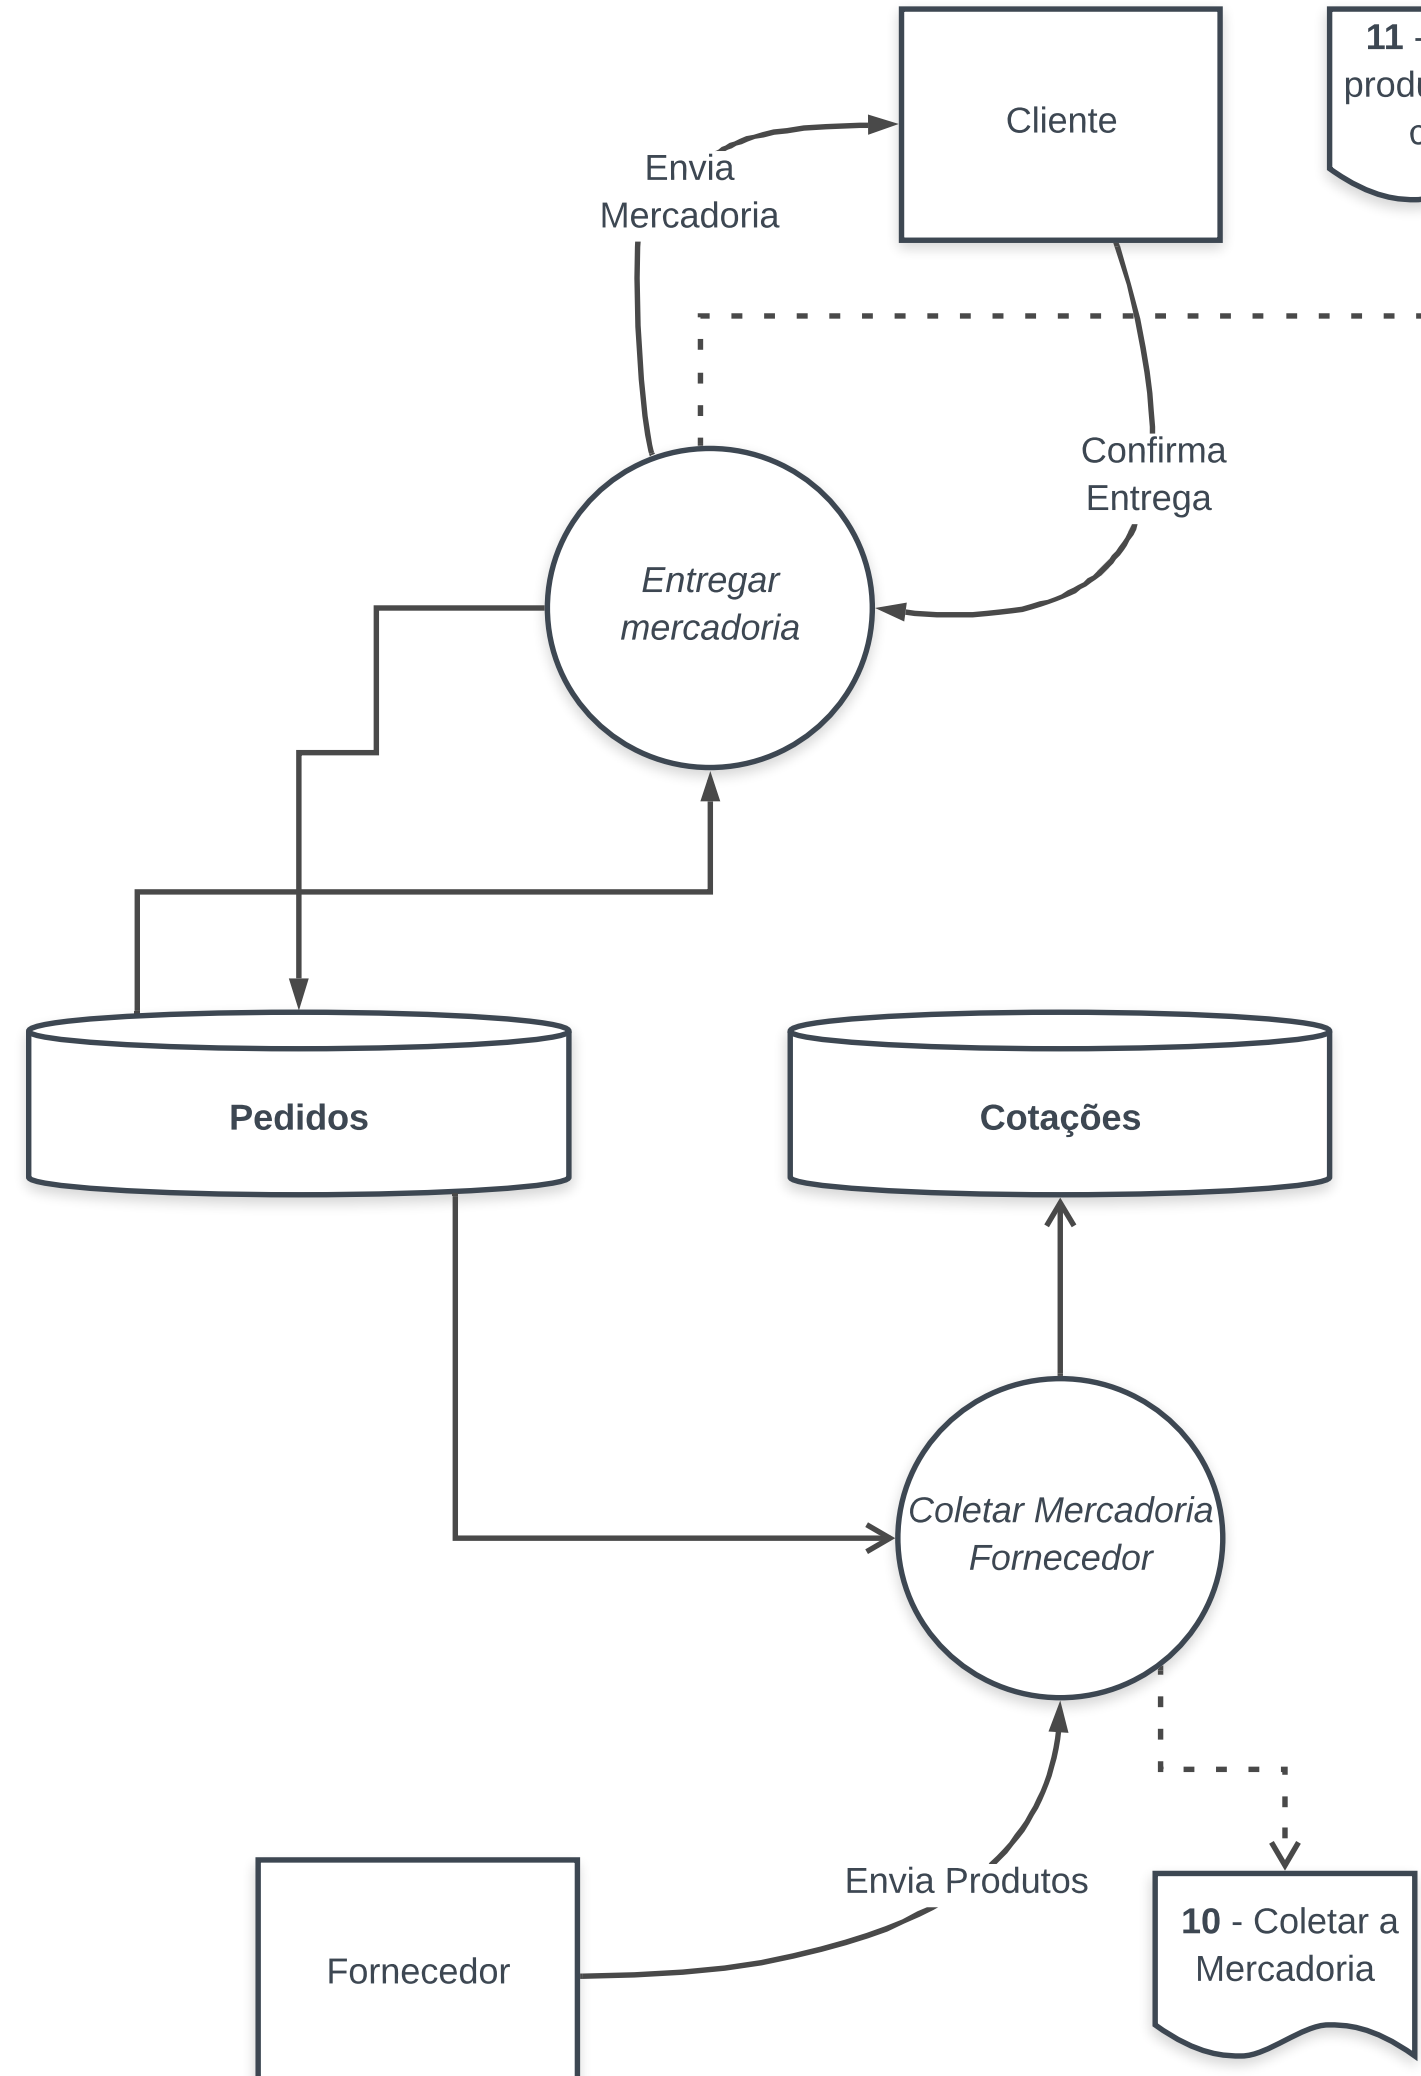 Cliente
11 -
Envia
Mercadoria
Confirma
Entrega
Entregar
mercadoria
Pedidos
Cotações
Coletar Mercadoria
Fornecedor
Envia Produtos
Fornecedor
10 - Coletar a
Mercadoria